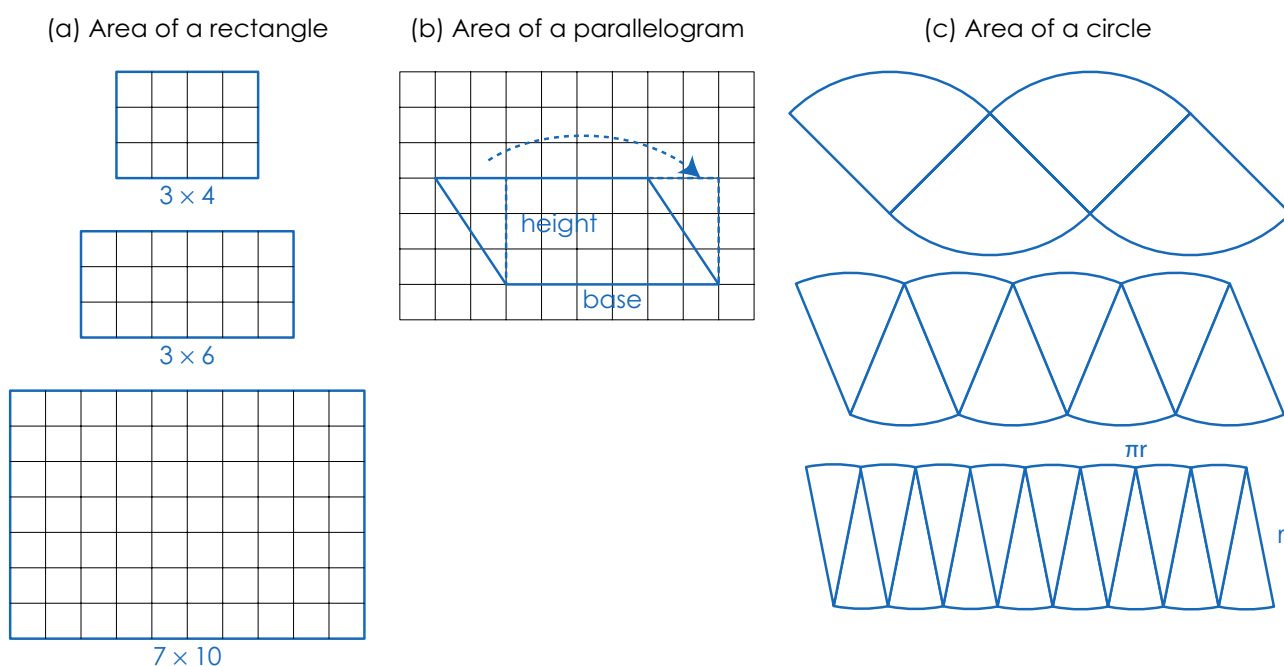 (a) Area of a rectangle
3 × 4
3 × 6
7 × 10
(b) Area of a parallelogram
height
base
(c) Area of a circle
πr
r